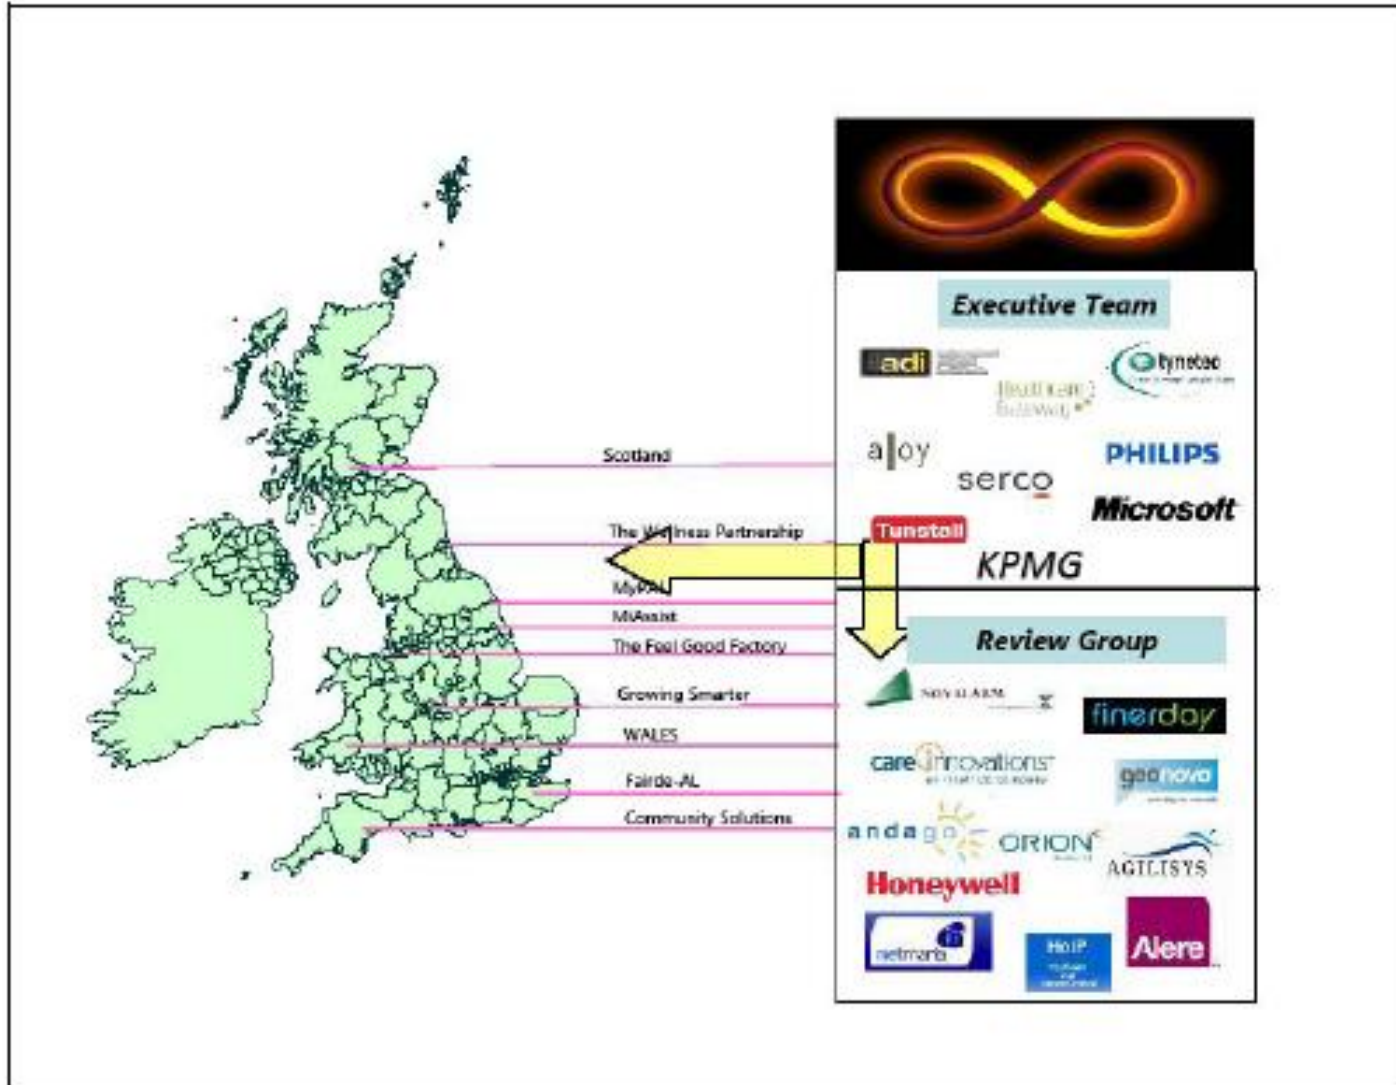 Scotland
The Wellness Partnership
MiAssist
The Feel Good Factory
Growing Smarter
WALES
Fairde-AL
Community Solutions
Executive Team
adi
tynetec
Healthcare
Gateway
aloy
PHILIPS
serco
Microsoft
Tunstall
KPMG
Review Group
finerday
care innovations
geonova
andago
ORION
AGILISYS
Honeywell
HoIP
Alere